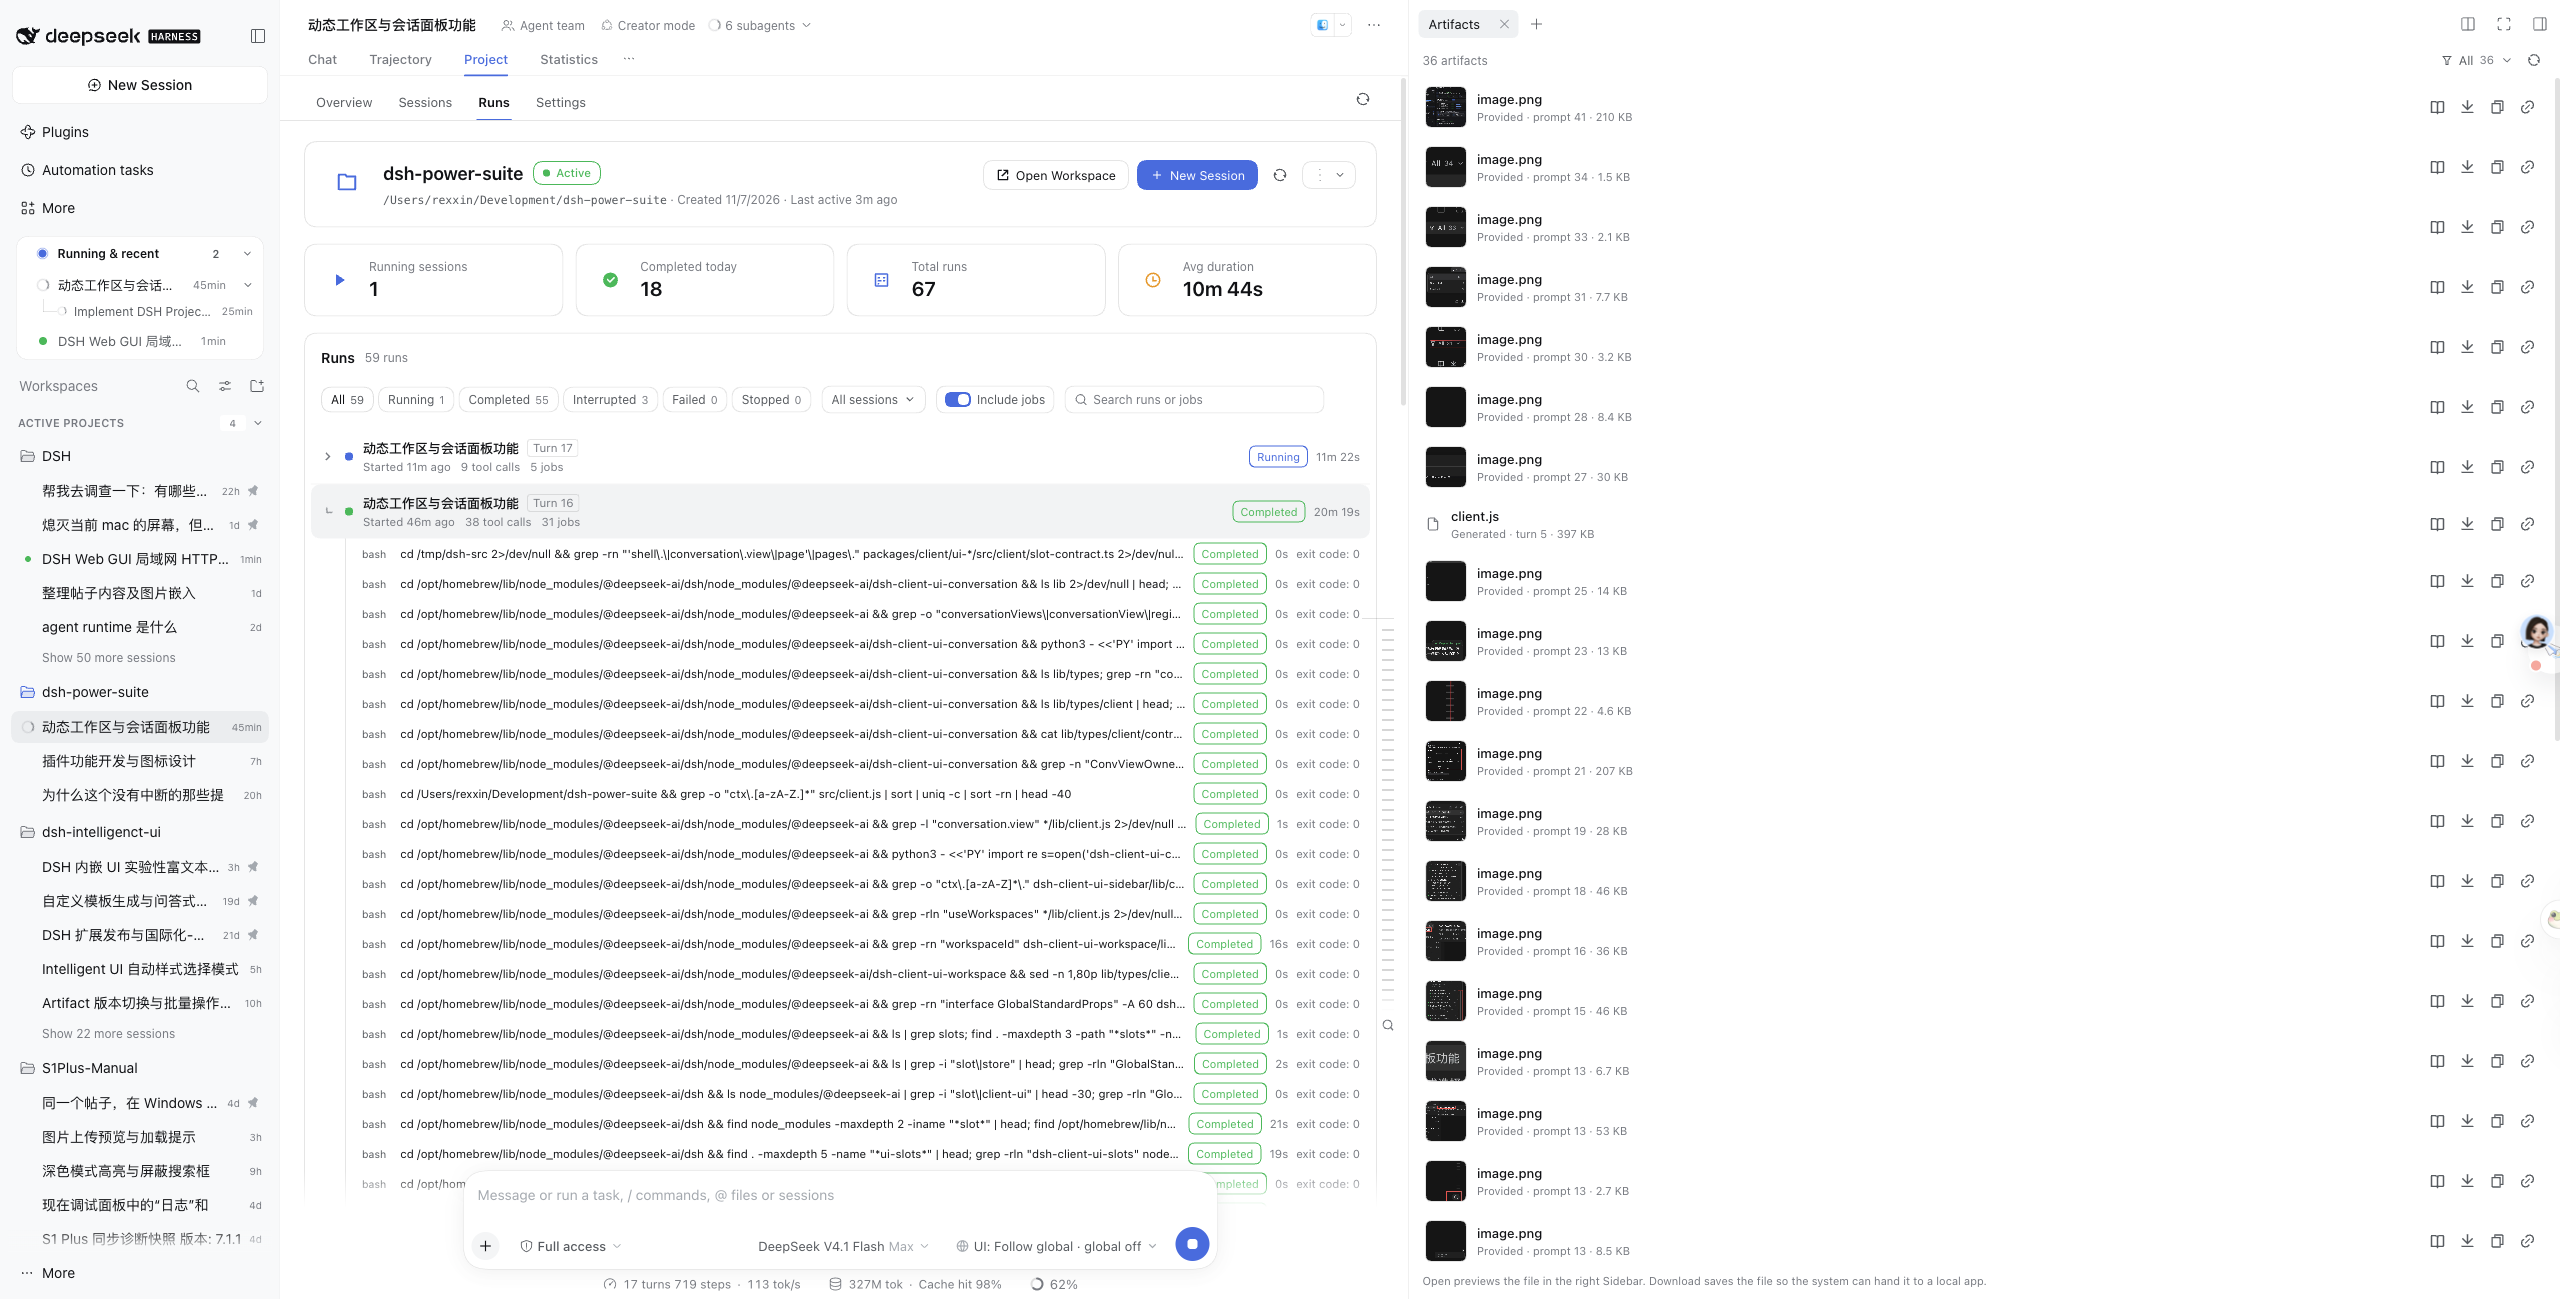 deepseek HARNESS
New Session
Plugins
Automation tasks
More
Running & recent 2
动态工作区与会话... 45min
Implement DSH Projec... 25min
DSH Web GUI 局域... 1min
Workspaces
ACTIVE PROJECTS 4
DSH
帮我去调查一下：有哪些... 22h
熄灭当前 mac 的屏幕，但... 1d
DSH Web GUI 局域网 HTTP... 1min
整理帖子内容及图片嵌入 1d
agent runtime 是什么 2d
Show 50 more sessions
dsh-power-suite
动态工作区与会话面板功能 45min
插件功能开发与图标设计 7h
为什么这个没有中断的那些提 20h
dsh-intelligenct-ui
DSH 内嵌 UI 实验性富文本... 3h
自定义模板生成与问答式... 19d
DSH 扩展发布与国际化-... 21d
Intelligent UI 自动样式选择模式 5h
Artifact 版本切换与批量操作... 10h
Show 22 more sessions
S1Plus-Manual
同一个帖子，在 Windows ... 4d
图片上传预览与加载提示 3h
深色模式高亮与屏蔽搜索框 9h
现在调试面板中的“日志”和 4d
S1 Plus 同步诊断快照 版本: 7.1.1 4d
More
动态工作区与会话面板功能 Agent team Creator mode 6 subagents
Chat Trajectory Project Statistics
Overview Sessions Runs Settings
dsh-power-suite Active
/Users/rexxin/Development/dsh-power-suite · Created 11/7/2026 · Last active 3m ago
Open Workspace New Session
Running sessions 1
Completed today 18
Total runs 67
Avg duration 10m 44s
Runs 59 runs
All 59 Running 1 Completed 55 Interrupted 3 Failed 0 Stopped 0 All sessions Include jobs Search runs or jobs
动态工作区与会话面板功能 Turn 17
Started 11m ago 9 tool calls 5 jobs
Running 11m 22s
动态工作区与会话面板功能 Turn 16
Started 46m ago 38 tool calls 31 jobs
Completed 20m 19s
bash cd /tmp/dsh-src 2>/dev/null && grep -rn "'shell\.\|conversation\.view\|page'\|pages\." packages/client/ui-*/src/client/slot-contract.ts 2>/dev/nul... Completed 0s exit code: 0
bash cd /opt/homebrew/lib/node_modules/@deepseek-ai/dsh/node_modules/@deepseek-ai/dsh-client-ui-conversation && ls lib 2>/dev/null | head; ... Completed 0s exit code: 0
bash cd /opt/homebrew/lib/node_modules/@deepseek-ai/dsh/node_modules/@deepseek-ai && grep -o "conversationViews\|conversationView\|regi... Completed 0s exit code: 0
bash cd /opt/homebrew/lib/node_modules/@deepseek-ai/dsh/node_modules/@deepseek-ai/dsh-client-ui-conversation && python3 - <<'PY' import ... Completed 0s exit code: 0
bash cd /opt/homebrew/lib/node_modules/@deepseek-ai/dsh/node_modules/@deepseek-ai/dsh-client-ui-conversation && ls lib/types; grep -rn "co... Completed 0s exit code: 0
bash cd /opt/homebrew/lib/node_modules/@deepseek-ai/dsh/node_modules/@deepseek-ai/dsh-client-ui-conversation && ls lib/types/client | head; ... Completed 0s exit code: 0
bash cd /opt/homebrew/lib/node_modules/@deepseek-ai/dsh/node_modules/@deepseek-ai/dsh-client-ui-conversation && cat lib/types/client/contr... Completed 0s exit code: 0
bash cd /opt/homebrew/lib/node_modules/@deepseek-ai/dsh/node_modules/@deepseek-ai/dsh-client-ui-conversation && grep -n "ConvViewOwne... Completed 0s exit code: 0
bash cd /Users/rexxin/Development/dsh-power-suite && grep -o "ctx\.[a-zA-Z.]*" src/client.js | sort | uniq -c | sort -rn | head -40 Completed 0s exit code: 0
bash cd /opt/homebrew/lib/node_modules/@deepseek-ai/dsh/node_modules/@deepseek-ai && grep -l "conversation.view" */lib/client.js 2>/dev/null ... Completed 1s exit code: 0
bash cd /opt/homebrew/lib/node_modules/@deepseek-ai/dsh/node_modules/@deepseek-ai && python3 - <<'PY' import re s=open('dsh-client-ui-c... Completed 0s exit code: 0
bash cd /opt/homebrew/lib/node_modules/@deepseek-ai/dsh/node_modules/@deepseek-ai && grep -o "ctx\.[a-zA-Z]*\." dsh-client-ui-sidebar/lib/c... Completed 0s exit code: 0
bash cd /opt/homebrew/lib/node_modules/@deepseek-ai/dsh/node_modules/@deepseek-ai && grep -rln "useWorkspaces" */lib/client.js 2>/dev/null... Completed 0s exit code: 0
bash cd /opt/homebrew/lib/node_modules/@deepseek-ai/dsh/node_modules/@deepseek-ai && grep -rn "workspaceId" dsh-client-ui-workspace/li... Completed 16s exit code: 0
bash cd /opt/homebrew/lib/node_modules/@deepseek-ai/dsh/node_modules/@deepseek-ai/dsh-client-ui-workspace && sed -n 1,80p lib/types/clie... Completed 0s exit code: 0
bash cd /opt/homebrew/lib/node_modules/@deepseek-ai/dsh/node_modules/@deepseek-ai && grep -rn "interface GlobalStandardProps" -A 60 dsh... Completed 0s exit code: 0
bash cd /opt/homebrew/lib/node_modules/@deepseek-ai/dsh/node_modules/@deepseek-ai && ls | grep slots; find . -maxdepth 3 -path "*slots*" -n... Completed 1s exit code: 0
bash cd /opt/homebrew/lib/node_modules/@deepseek-ai/dsh/node_modules/@deepseek-ai && ls | grep -i "slot\|store" | head; grep -rln "GlobalStan... Completed 2s exit code: 0
bash cd /opt/homebrew/lib/node_modules/@deepseek-ai/dsh && ls node_modules/@deepseek-ai | grep -i "slot\|client-ui" | head -30; grep -rln "Glo... Completed 0s exit code: 0
bash cd /opt/homebrew/lib/node_modules/@deepseek-ai/dsh && find node_modules -maxdepth 2 -iname "*slot*" | head; find /opt/homebrew/lib/n... Completed 21s exit code: 0
bash cd /opt/homebrew/lib/node_modules/@deepseek-ai/dsh && find . -maxdepth 5 -name "*ui-slots*" | head; grep -rln "dsh-client-ui-slots" node... Completed 19s exit code: 0
bash cd /opt/hom mpleted 0s exit code: 0
Message or run a task, / commands, @ files or sessions
Full access DeepSeek V4.1 Flash Max UI: Follow global · global off
17 turns 719 steps · 113 tok/s 327M tok · Cache hit 98% 62%
Artifacts
36 artifacts All 36
image.png
Provided · prompt 41 · 210 KB
All 34
image.png
Provided · prompt 34 · 1.5 KB
All 33
image.png
Provided · prompt 33 · 2.1 KB
image.png
Provided · prompt 31 · 7.7 KB
image.png
Provided · prompt 30 · 3.2 KB
image.png
Provided · prompt 28 · 8.4 KB
image.png
Provided · prompt 27 · 30 KB
client.js
Generated · turn 5 · 397 KB
image.png
Provided · prompt 25 · 14 KB
image.png
Provided · prompt 23 · 13 KB
image.png
Provided · prompt 22 · 4.6 KB
image.png
Provided · prompt 21 · 207 KB
image.png
Provided · prompt 19 · 28 KB
image.png
Provided · prompt 18 · 46 KB
image.png
Provided · prompt 16 · 36 KB
image.png
Provided · prompt 15 · 46 KB
板功能
image.png
Provided · prompt 13 · 6.7 KB
image.png
Provided · prompt 13 · 53 KB
image.png
Provided · prompt 13 · 2.7 KB
image.png
Provided · prompt 13 · 8.5 KB
Open previews the file in the right Sidebar. Download saves the file so the system can hand it to a local app.